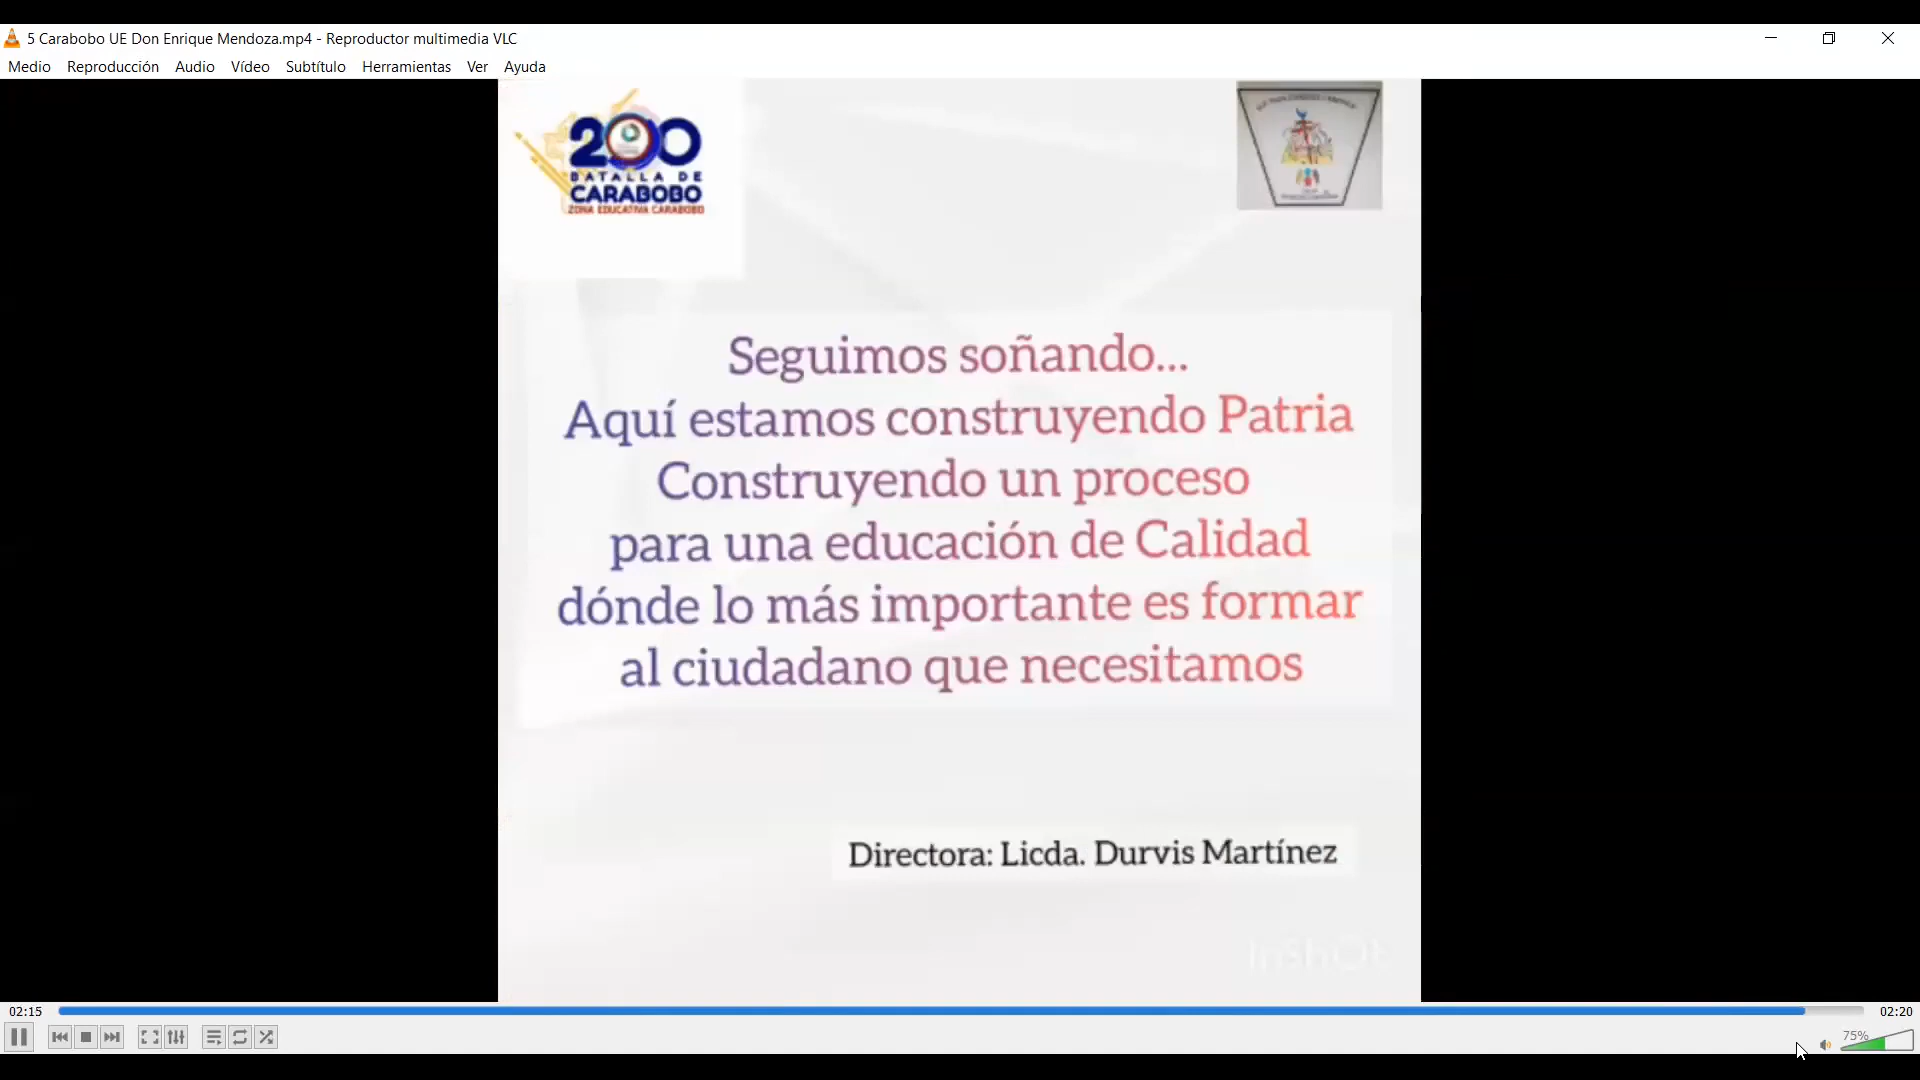 5 Carabobo UE Don Enrique Mendoza.mp4 - Reproductor multimedia VLC
Medio Reproducción Audio Vídeo Subtítulo Herramientas Ver Ayuda
200
BATALLA DE
CARABOBO
ZONA EDUCATIVA CARABOBO
Seguimos soñando...
Aquí estamos construyendo Patria
Construyendo un proceso
para una educación de Calidad
dónde lo más importante es formar
al ciudadano que necesitamos
Directora: Licda. Durvis Martínez
InShOt
02:15
02:20
75%